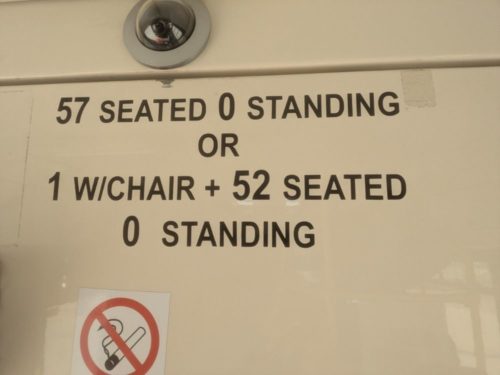 57 SEATED 0 STANDING
OR
1 W/CHAIR + 52 SEATED
0 STANDING